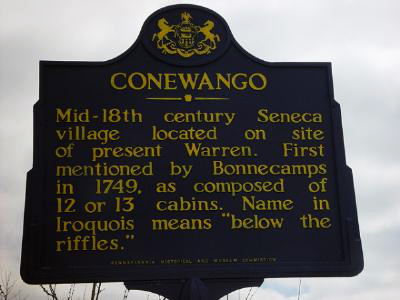 CONEWANGO
Mid-18th century Seneca
village located on site
of present Warren. First
mentioned by Bonnecamps
in 1749, as composed of
12 or 13 cabins. Name in
Iroquois means "below the
riffles."
PENNSYLVANIA HISTORICAL AND MUSEUM COMMISSION